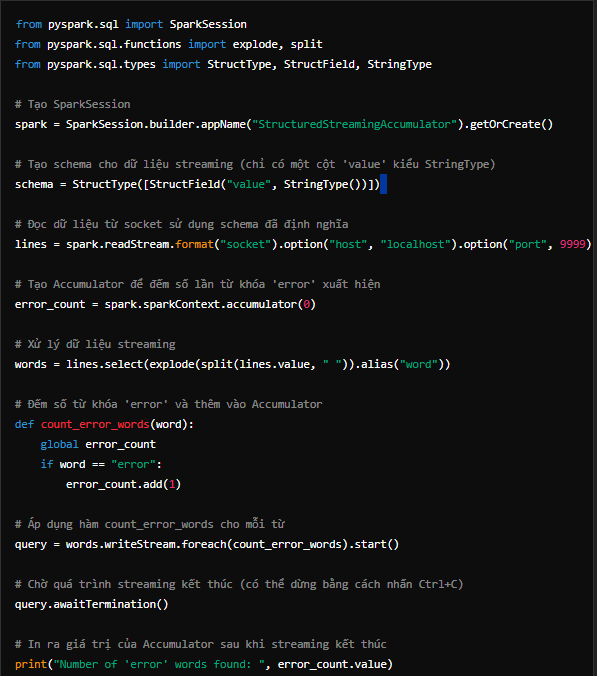 from pyspark.sql import SparkSession
from pyspark.sql.functions import explode, split
from pyspark.sql.types import StructType, StructField, StringType
# Tạo SparkSession
spark = SparkSession.builder.appName("StructuredStreamingAccumulator").getOrCreate()
# Tạo schema cho dữ liệu streaming (chỉ có một cột 'value' kiểu StringType)
schema = StructType([StructField("value", StringType())])
# Đọc dữ liệu từ socket sử dụng schema đã định nghĩa
lines = spark.readStream.format("socket").option("host", "localhost").option("port", 9999)
# Tạo Accumulator để đếm số lần từ khóa 'error' xuất hiện
error_count = spark.sparkContext.accumulator(0)
# Xử lý dữ liệu streaming
words = lines.select(explode(split(lines.value, " ")).alias("word"))
# Đếm số từ khóa 'error' và thêm vào Accumulator
def count_error_words(word):
    global error_count
    if word == "error":
        error_count.add(1)
# Áp dụng hàm count_error_words cho mỗi từ
query = words.writeStream.foreach(count_error_words).start()
# Chờ quá trình streaming kết thúc (có thể dừng bằng cách nhấn Ctrl+C)
query.awaitTermination()
# In ra giá trị của Accumulator sau khi streaming kết thúc
print("Number of 'error' words found: ", error_count.value)